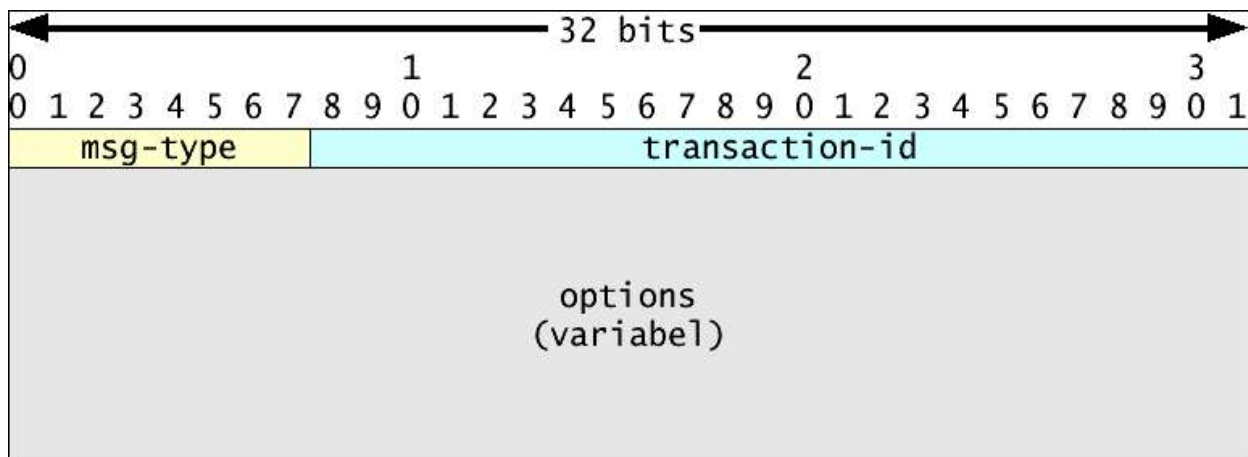 32 bits
0 1 2 3
0 1 2 3 4 5 6 7 8 9 0 1 2 3 4 5 6 7 8 9 0 1 2 3 4 5 6 7 8 9 0 1
msg-type transaction-id
options
(variabel)